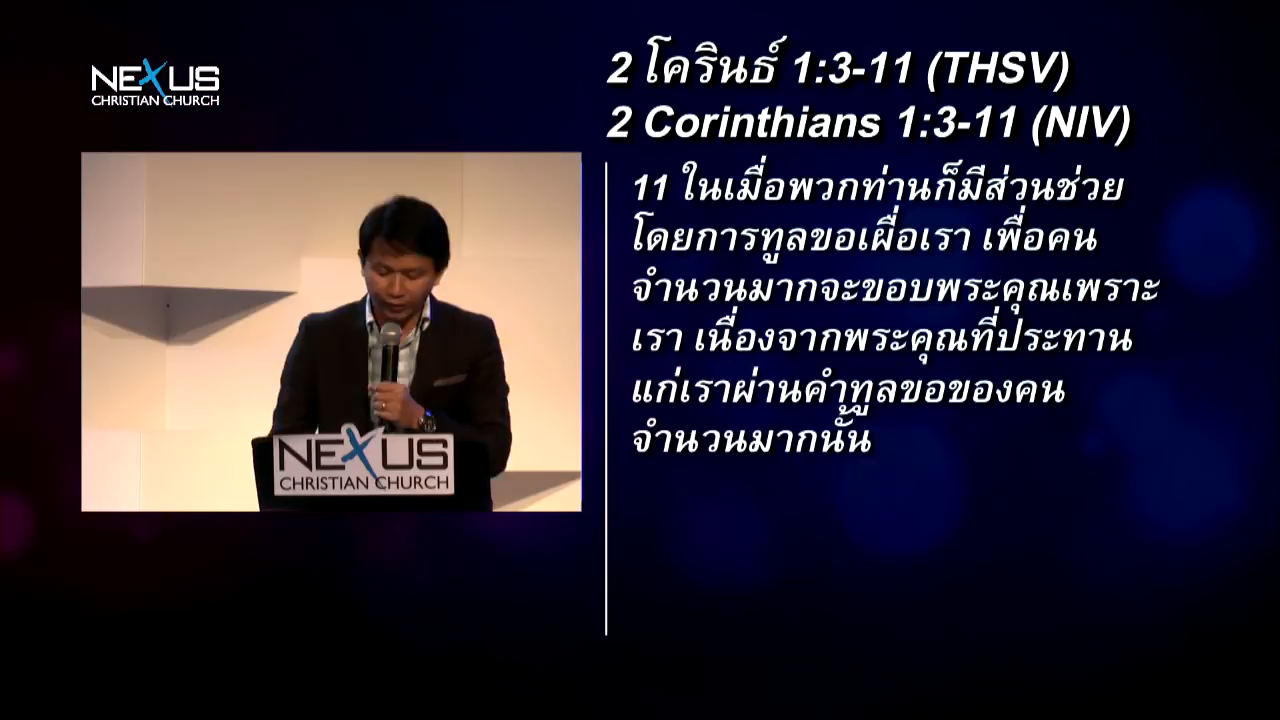 NEXUS
CHRISTIAN CHURCH
2 โครินธ์ 1:3-11 (THSV)
2 Corinthians 1:3-11 (NIV)
11 ในเมื่อพวกท่านก็มีส่วนช่วย
โดยการทูลขอเผื่อเรา เพื่อคน
จำนวนมากจะขอบพระคุณเพราะ
เรา เนื่องจากพระคุณที่ประทาน
แก่เราผ่านคำทูลขอของคน
จำนวนมากนั้น
NEXUS
CHRISTIAN CHURCH